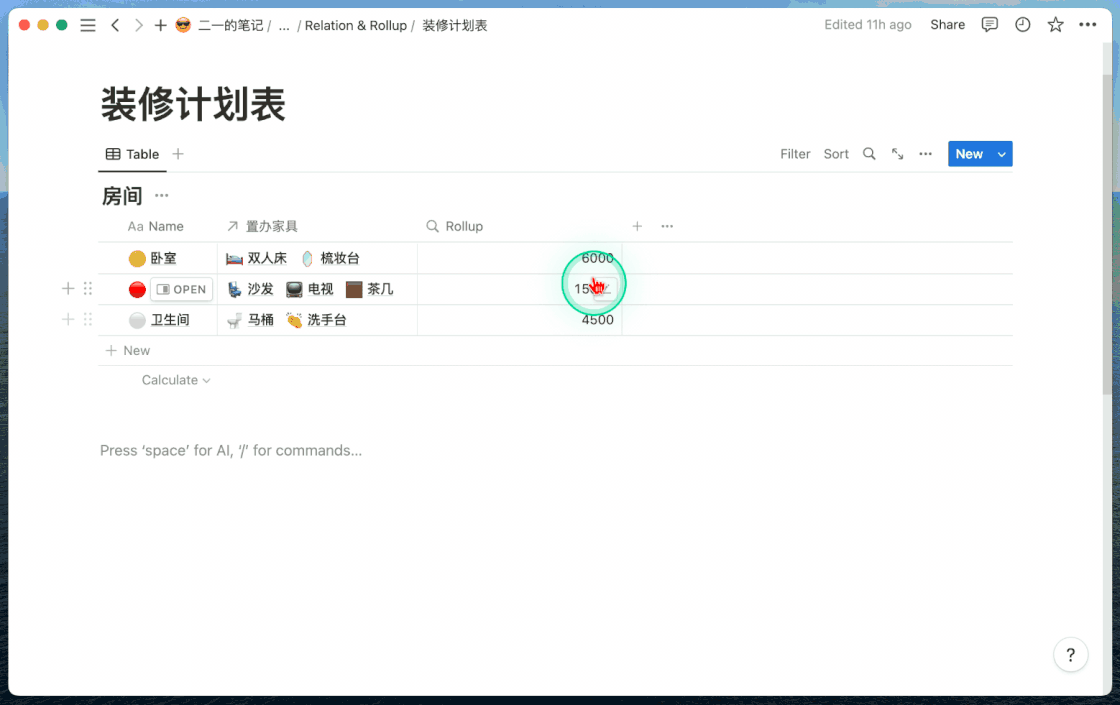 二一的笔记 / ... / Relation & Rollup / 装修计划表 Edited 11h ago Share
装修计划表
Table Filter Sort New
房间
Aa Name 置办家具 Rollup
卧室 双人床 梳妆台 6000
OPEN 沙发 电视 茶几
卫生间 马桶 洗手台 4500
New
Calculate
Press ‘space’ for AI, ‘/’ for commands...
?